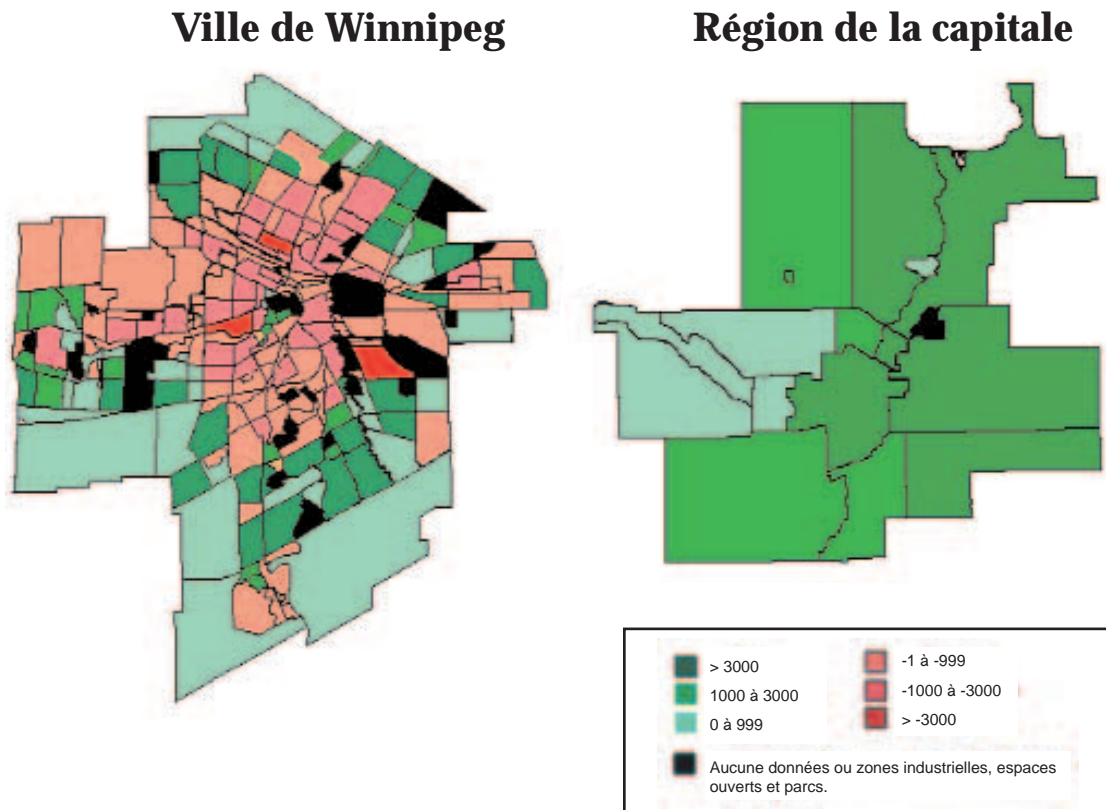 Ville de Winnipeg
Région de la capitale
> 3000
1000 à 3000
0 à 999
-1 à -999
-1000 à -3000
> -3000
Aucune données ou zones industrielles, espaces
ouverts et parcs.